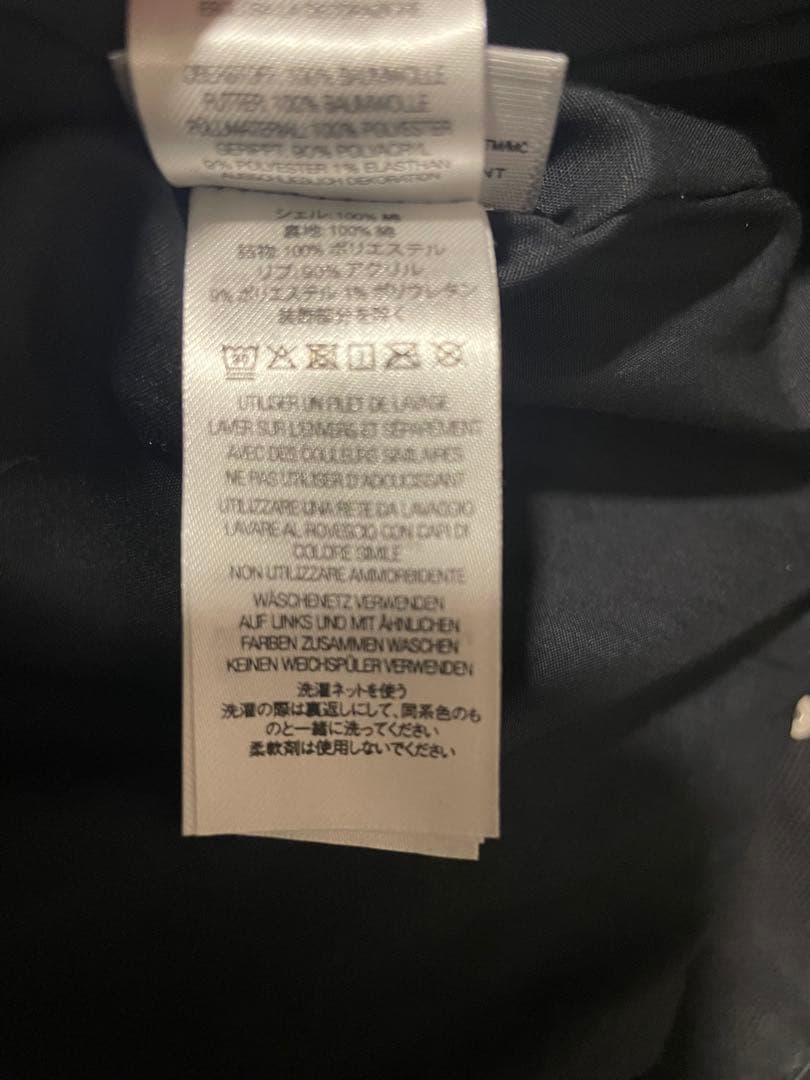 OBERSTOFF: 100% BAUMWOLLE
FUTTER: 100% BAUMWOLLE
FÜLLMATERIAL: 100% POLYESTER
GERIPPT: 90% POLYACRYL
9% POLYESTER 1% ELASTHAN
AUSSCHLIESSLICH DEKORATION
TM/MC
シェル: 100% 綿
裏地: 100% 綿
詰物: 100% ポリエステル
リブ: 90% アクリル
9% ポリエステル 1% ポリウレタン
装飾部分を除く
30
UTILISER UN FILET DE LAVAGE
LAVER SUR L'ENVERS ET SÉPARÉMENT
AVEC DES COULEURS SIMILAIRES
NE PAS UTILISER D'ADOUCISSANT
UTILIZZARE UNA RETE DA LAVAGGIO
LAVARE AL ROVESCIO CON CAPI DI
COLORE SIMILE
NON UTILIZZARE AMMORBIDENTE
WÄSCHENETZ VERWENDEN
AUF LINKS UND MIT ÄHNLICHEN
FARBEN ZUSAMMEN WASCHEN
KEINEN WEICHSPÜLER VERWENDEN
洗濯ネットを使う
洗濯の際は裏返しにして、同系色のも
のと一緒に洗ってください
柔軟剤は使用しないでください